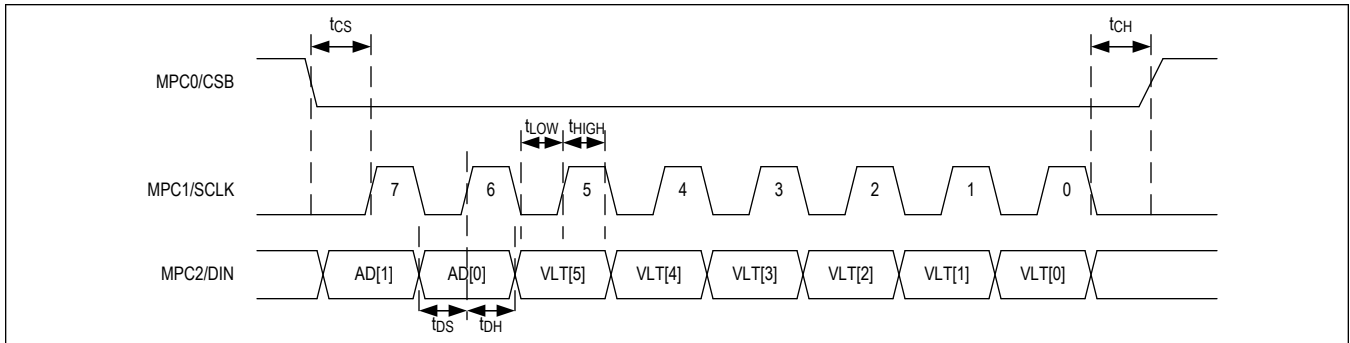 tCS tCH
MPC0/CSB
tLOW tHIGH
MPC1/SCLK 7 6 5 4 3 2 1 0
MPC2/DIN AD[1] AD[0] VLT[5] VLT[4] VLT[3] VLT[2] VLT[1] VLT[0]
tDS tDH